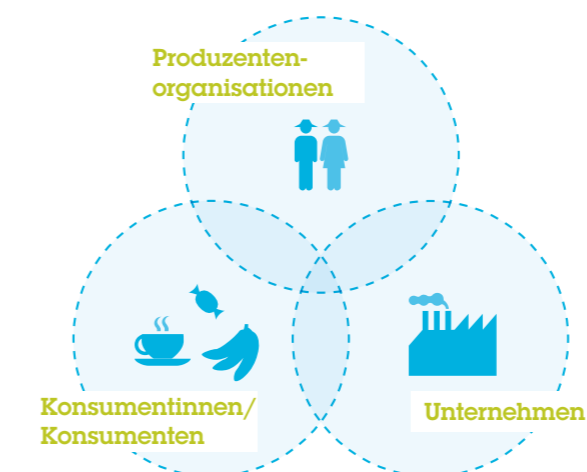 Produzenten-
organisationen
Konsumentinnen/
Konsumenten
Unternehmen